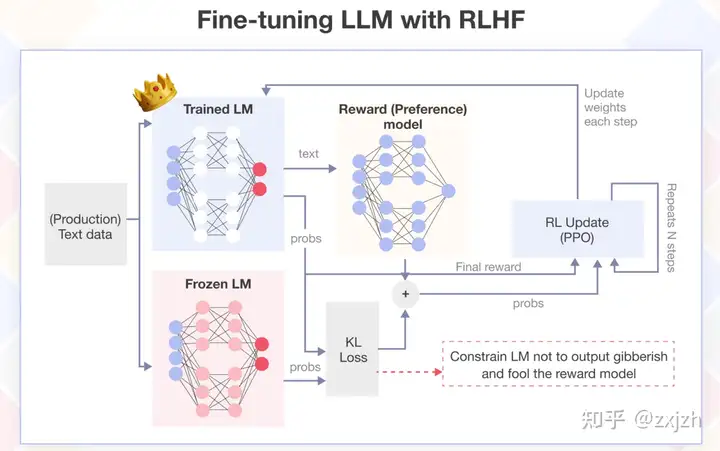 Fine-tuning LLM with RLHF
Trained LM
Reward (Preference)
model
Update
weights
each step
text
(Production)
Text data
probs
RL Update
(PPO)
Repeats N steps
Final reward
Frozen LM
+
probs
KL
Loss
probs
Constrain LM not to output gibberish
and fool the reward model
知乎 @zxjzh